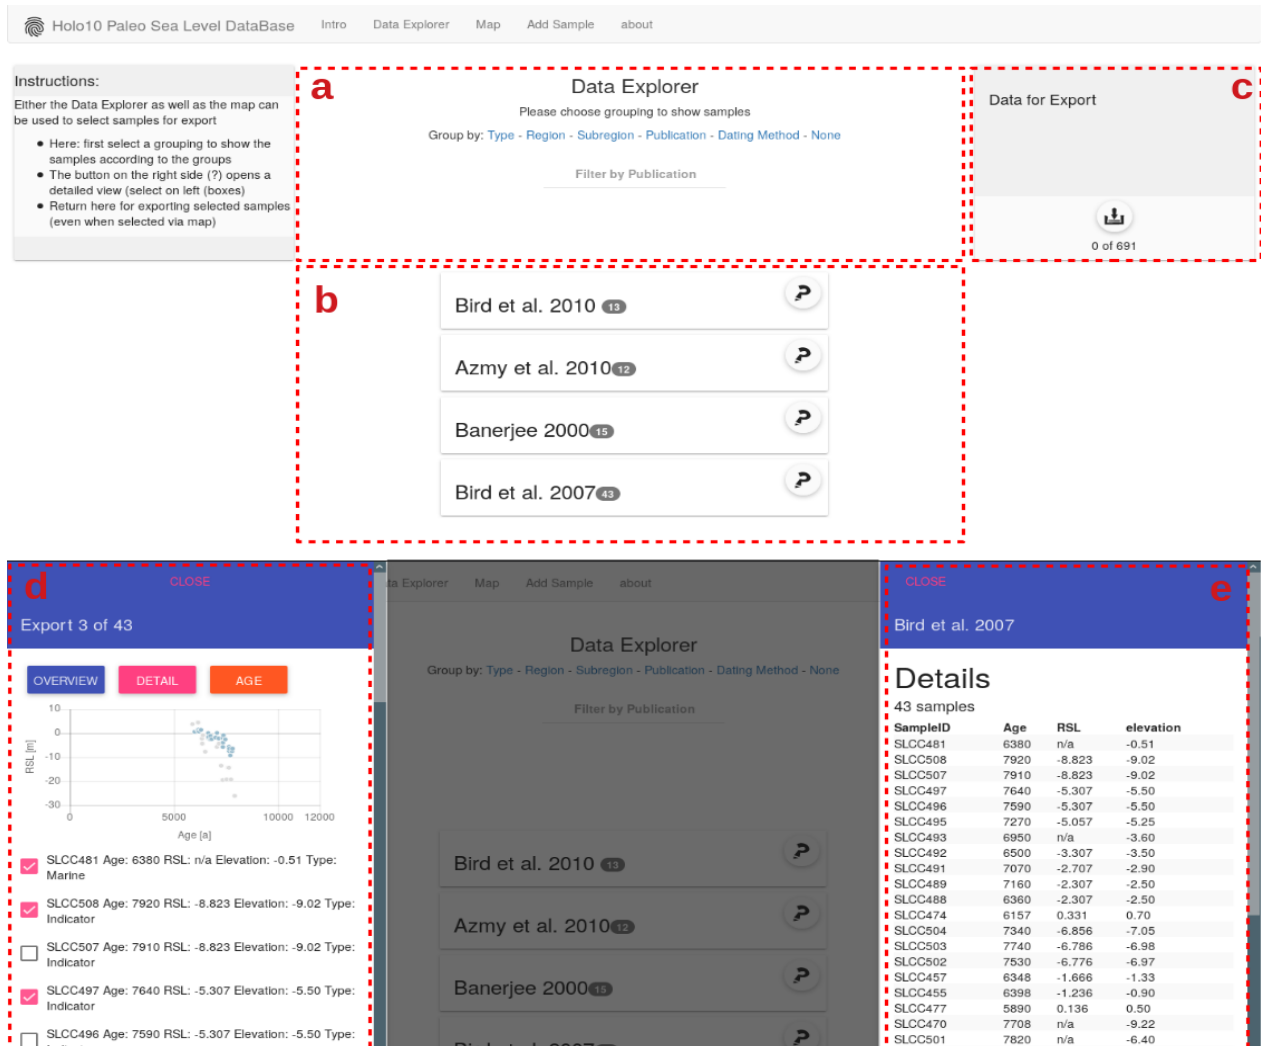 Holo10 Paleo Sea Level DataBase Intro Data Explorer Map Add Sample about
Instructions:
Either the Data Explorer as well as the map can
be used to select samples for export
• Here: first select a grouping to show the
samples according to the groups
• The button on the right side (?) opens a
detailed view (select on left (boxes)
• Return here for exporting selected samples
(even when selected via map)
a
Data Explorer
Please choose grouping to show samples
Group by: Type - Region - Subregion - Publication - Dating Method - None
Filter by Publication
c
Data for Export
0 of 691
b
Bird et al. 2010 13
?
Azmy et al. 2010 12
?
Banerjee 2000 15
?
Bird et al. 2007 43
?
d
CLOSE
Export 3 of 43
OVERVIEW DETAIL AGE
10
0
-10
-20
-30
RSL [m]
0 5000 10000 12000
Age [a]
SLCC481 Age: 6380 RSL: n/a Elevation: -0.51 Type:
Marine
SLCC508 Age: 7920 RSL: -8.823 Elevation: -9.02 Type:
Indicator
SLCC507 Age: 7910 RSL: -8.823 Elevation: -9.02 Type:
Indicator
SLCC497 Age: 7640 RSL: -5.307 Elevation: -5.50 Type:
Indicator
SLCC496 Age: 7590 RSL: -5.307 Elevation: -5.50 Type:
ta Explorer Map Add Sample about
Data Explorer
Group by: Type - Region - Subregion - Publication - Dating Method - None
Filter by Publication
Bird et al. 2010 13
?
Azmy et al. 2010 12
?
Banerjee 2000 15
?
?
e
CLOSE
Bird et al. 2007
Details
43 samples
SampleID Age RSL elevation
SLCC481 6380 n/a -0.51
SLCC508 7920 -8.823 -9.02
SLCC507 7910 -8.823 -9.02
SLCC497 7640 -5.307 -5.50
SLCC496 7590 -5.307 -5.50
SLCC495 7270 -5.057 -5.25
SLCC493 6950 n/a -3.60
SLCC492 6500 -3.307 -3.50
SLCC491 7070 -2.707 -2.90
SLCC489 7160 -2.307 -2.50
SLCC488 6360 -2.307 -2.50
SLCC474 6157 0.331 0.70
SLCC504 7340 -6.856 -7.05
SLCC503 7740 -6.786 -6.98
SLCC502 7530 -6.776 -6.97
SLCC457 6348 -1.666 -1.33
SLCC455 6398 -1.236 -0.90
SLCC477 5890 0.136 0.50
SLCC470 7708 n/a -9.22
SLCC501 7820 n/a -6.40